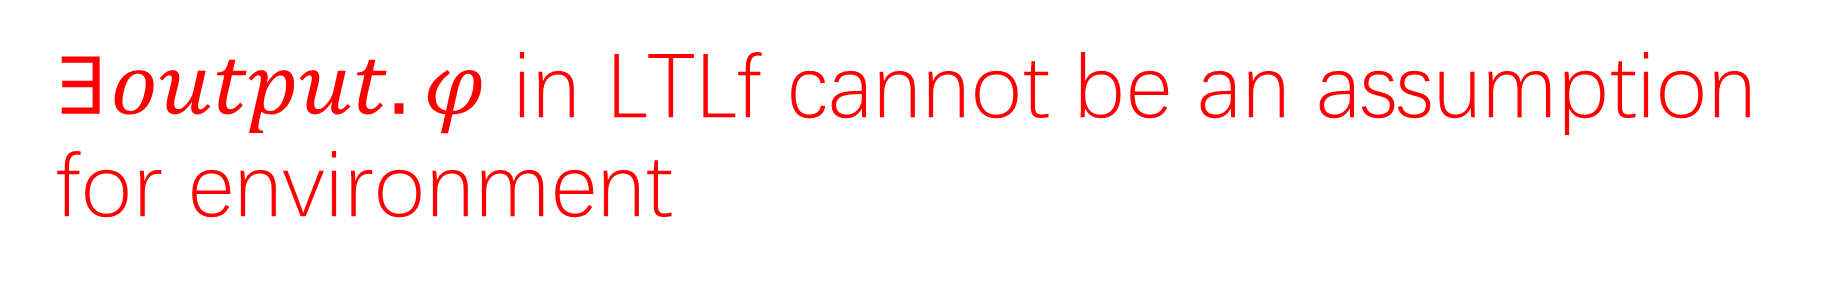 ∃output.φ in LTLf cannot be an assumption
for environment